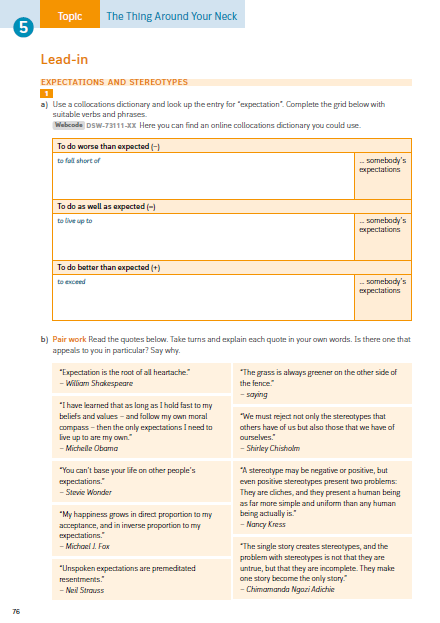 5
Topic
The Thing Around Your Neck
Lead-in
EXPECTATIONS AND STEREOTYPES
1
a) Use a collocations dictionary and look up the entry for "expectation". Complete the grid below with
suitable verbs and phrases.
Webcode DSW-73111-XX Here you can find an online collocations dictionary you could use.
To do worse than expected (–)
to fall short of
... somebody's
expectations
To do as well as expected (=)
to live up to
... somebody's
expectations
To do better than expected (+)
to exceed
... somebody's
expectations
b) Pair work Read the quotes below. Take turns and explain each quote in your own words. Is there one that
appeals to you in particular? Say why.
"Expectation is the root of all heartache."
– William Shakespeare
"I have learned that as long as I hold fast to my
beliefs and values – and follow my own moral
compass – then the only expectations I need to
live up to are my own."
– Michelle Obama
"You can't base your life on other people's
expectations."
– Stevie Wonder
"My happiness grows in direct proportion to my
acceptance, and in inverse proportion to my
expectations."
– Michael J. Fox
"Unspoken expectations are premeditated
resentments."
– Neil Strauss
"The grass is always greener on the other side of
the fence."
– saying
"We must reject not only the stereotypes that
others have of us but also those that we have of
ourselves."
– Shirley Chisholm
"A stereotype may be negative or positive, but
even positive stereotypes present two problems:
They are cliches, and they present a human being
as far more simple and uniform than any human
being actually is."
– Nancy Kress
"The single story creates stereotypes, and the
problem with stereotypes is not that they are
untrue, but that they are incomplete. They make
one story become the only story."
– Chimamanda Ngozi Adichie
76